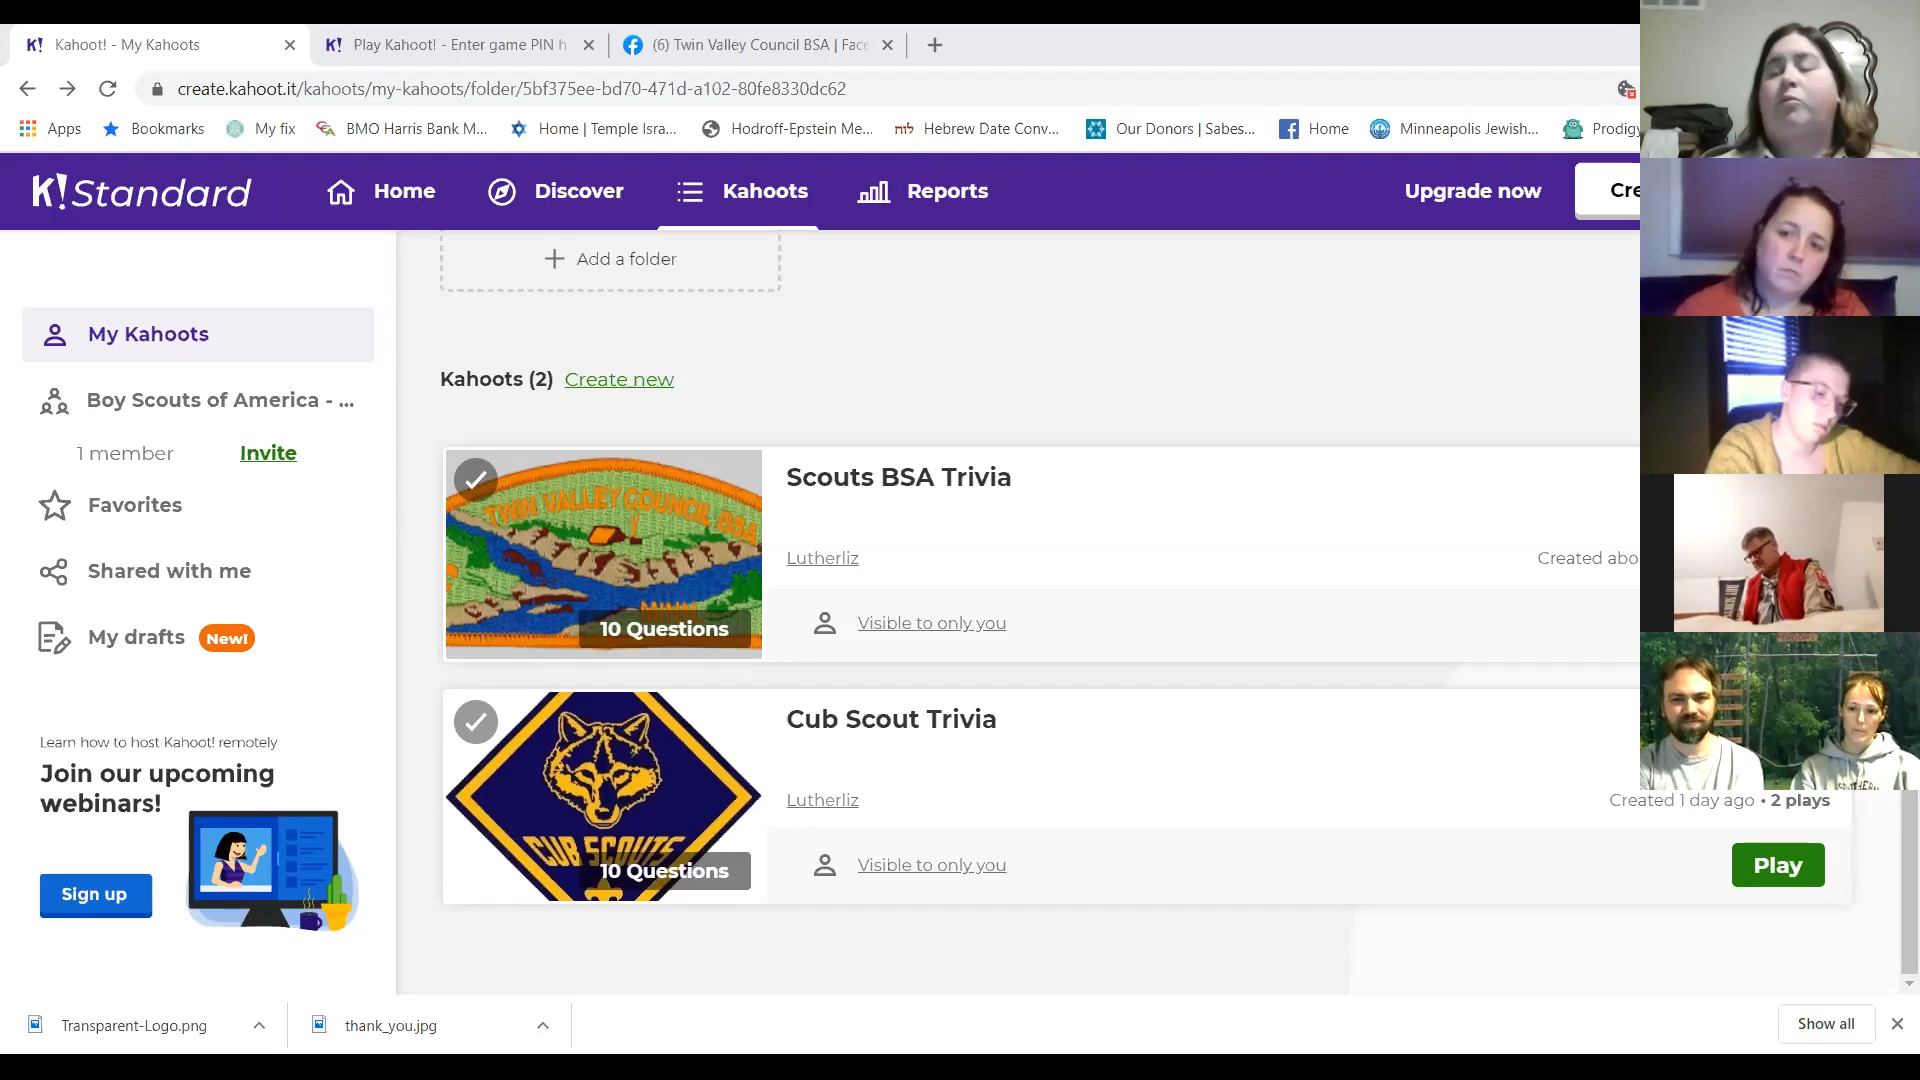 Kahoot! - My Kahoots
Play Kahoot! - Enter game PIN h
(6) Twin Valley Council BSA | Face
create.kahoot.it/kahoots/my-kahoots/folder/5bf375ee-bd70-471d-a102-80fe8330dc62
Apps
Bookmarks
My fix
BMO Harris Bank M...
Home | Temple Isra...
Hodroff-Epstein Me...
Hebrew Date Conv...
Our Donors | Sabes...
Home
Minneapolis Jewish...
Prodigy
K! Standard
Home
Discover
Kahoots
Reports
Upgrade now
Cre
Add a folder
My Kahoots
Boy Scouts of America - ...
1 member
Invite
Favorites
Shared with me
My drafts
New!
Learn how to host Kahoot! remotely
Join our upcoming
webinars!
Sign up
Kahoots (2) Create new
TWIN VALLEY COUNCIL BSA
MINN.
10 Questions
Scouts BSA Trivia
Lutherliz
Created abo
Visible to only you
CUB SCOUTS
10 Questions
Cub Scout Trivia
Lutherliz
Created 1 day ago • 2 plays
Visible to only you
Play
Transparent-Logo.png
thank_you.jpg
Show all